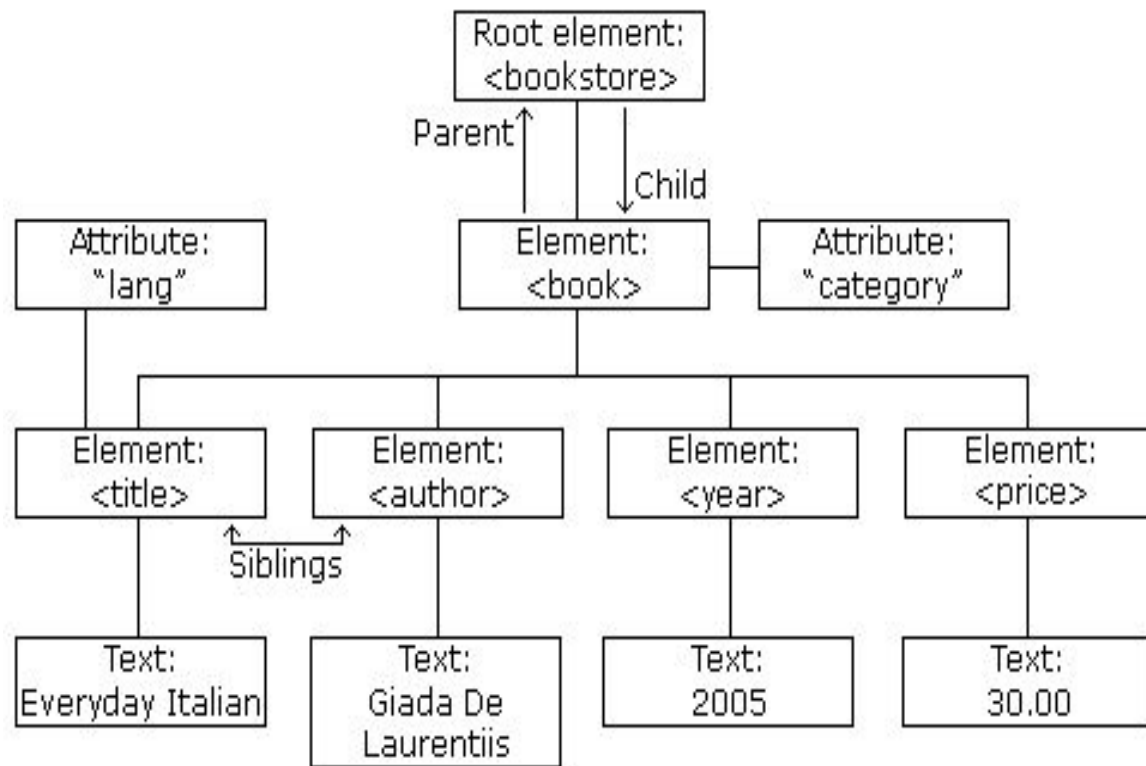 Root element:
<bookstore>
Parent
Child
Attribute:
“lang”
Element:
<book>
Attribute:
“category”
Element:
<title>
Element:
<author>
Element:
<year>
Element:
<price>
Siblings
Text:
Everyday Italian
Text:
Giada De
Laurentiis
Text:
2005
Text:
30.00